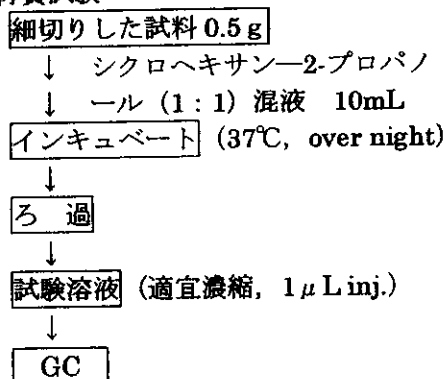 細切りした試料 0.5 g
↓ シクロヘキサン―2-プロパノ
↓ ール (1:1) 混液 10mL
インキュベート (37℃, over night)
↓
ろ 過
↓
試験溶液 (適宜濃縮, 1μL inj.)
↓
GC